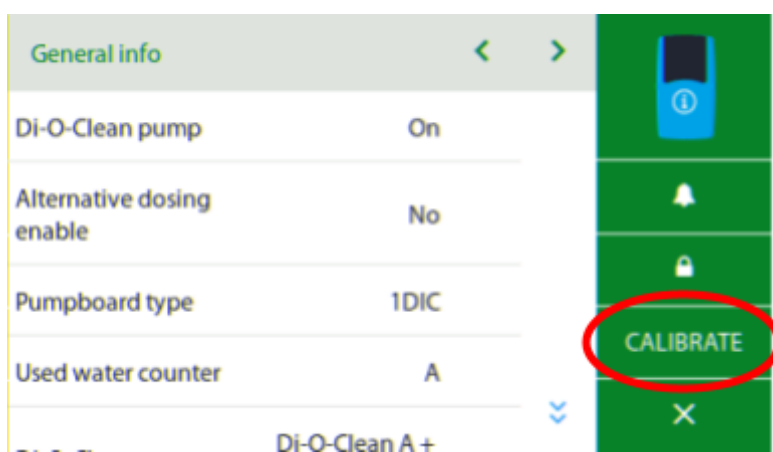 General info < >
Di-O-Clean pump On
Alternative dosing
enable No
Pumpboard type 1DIC
Used water counter A
Di-O-Clean A +
CALIBRATE